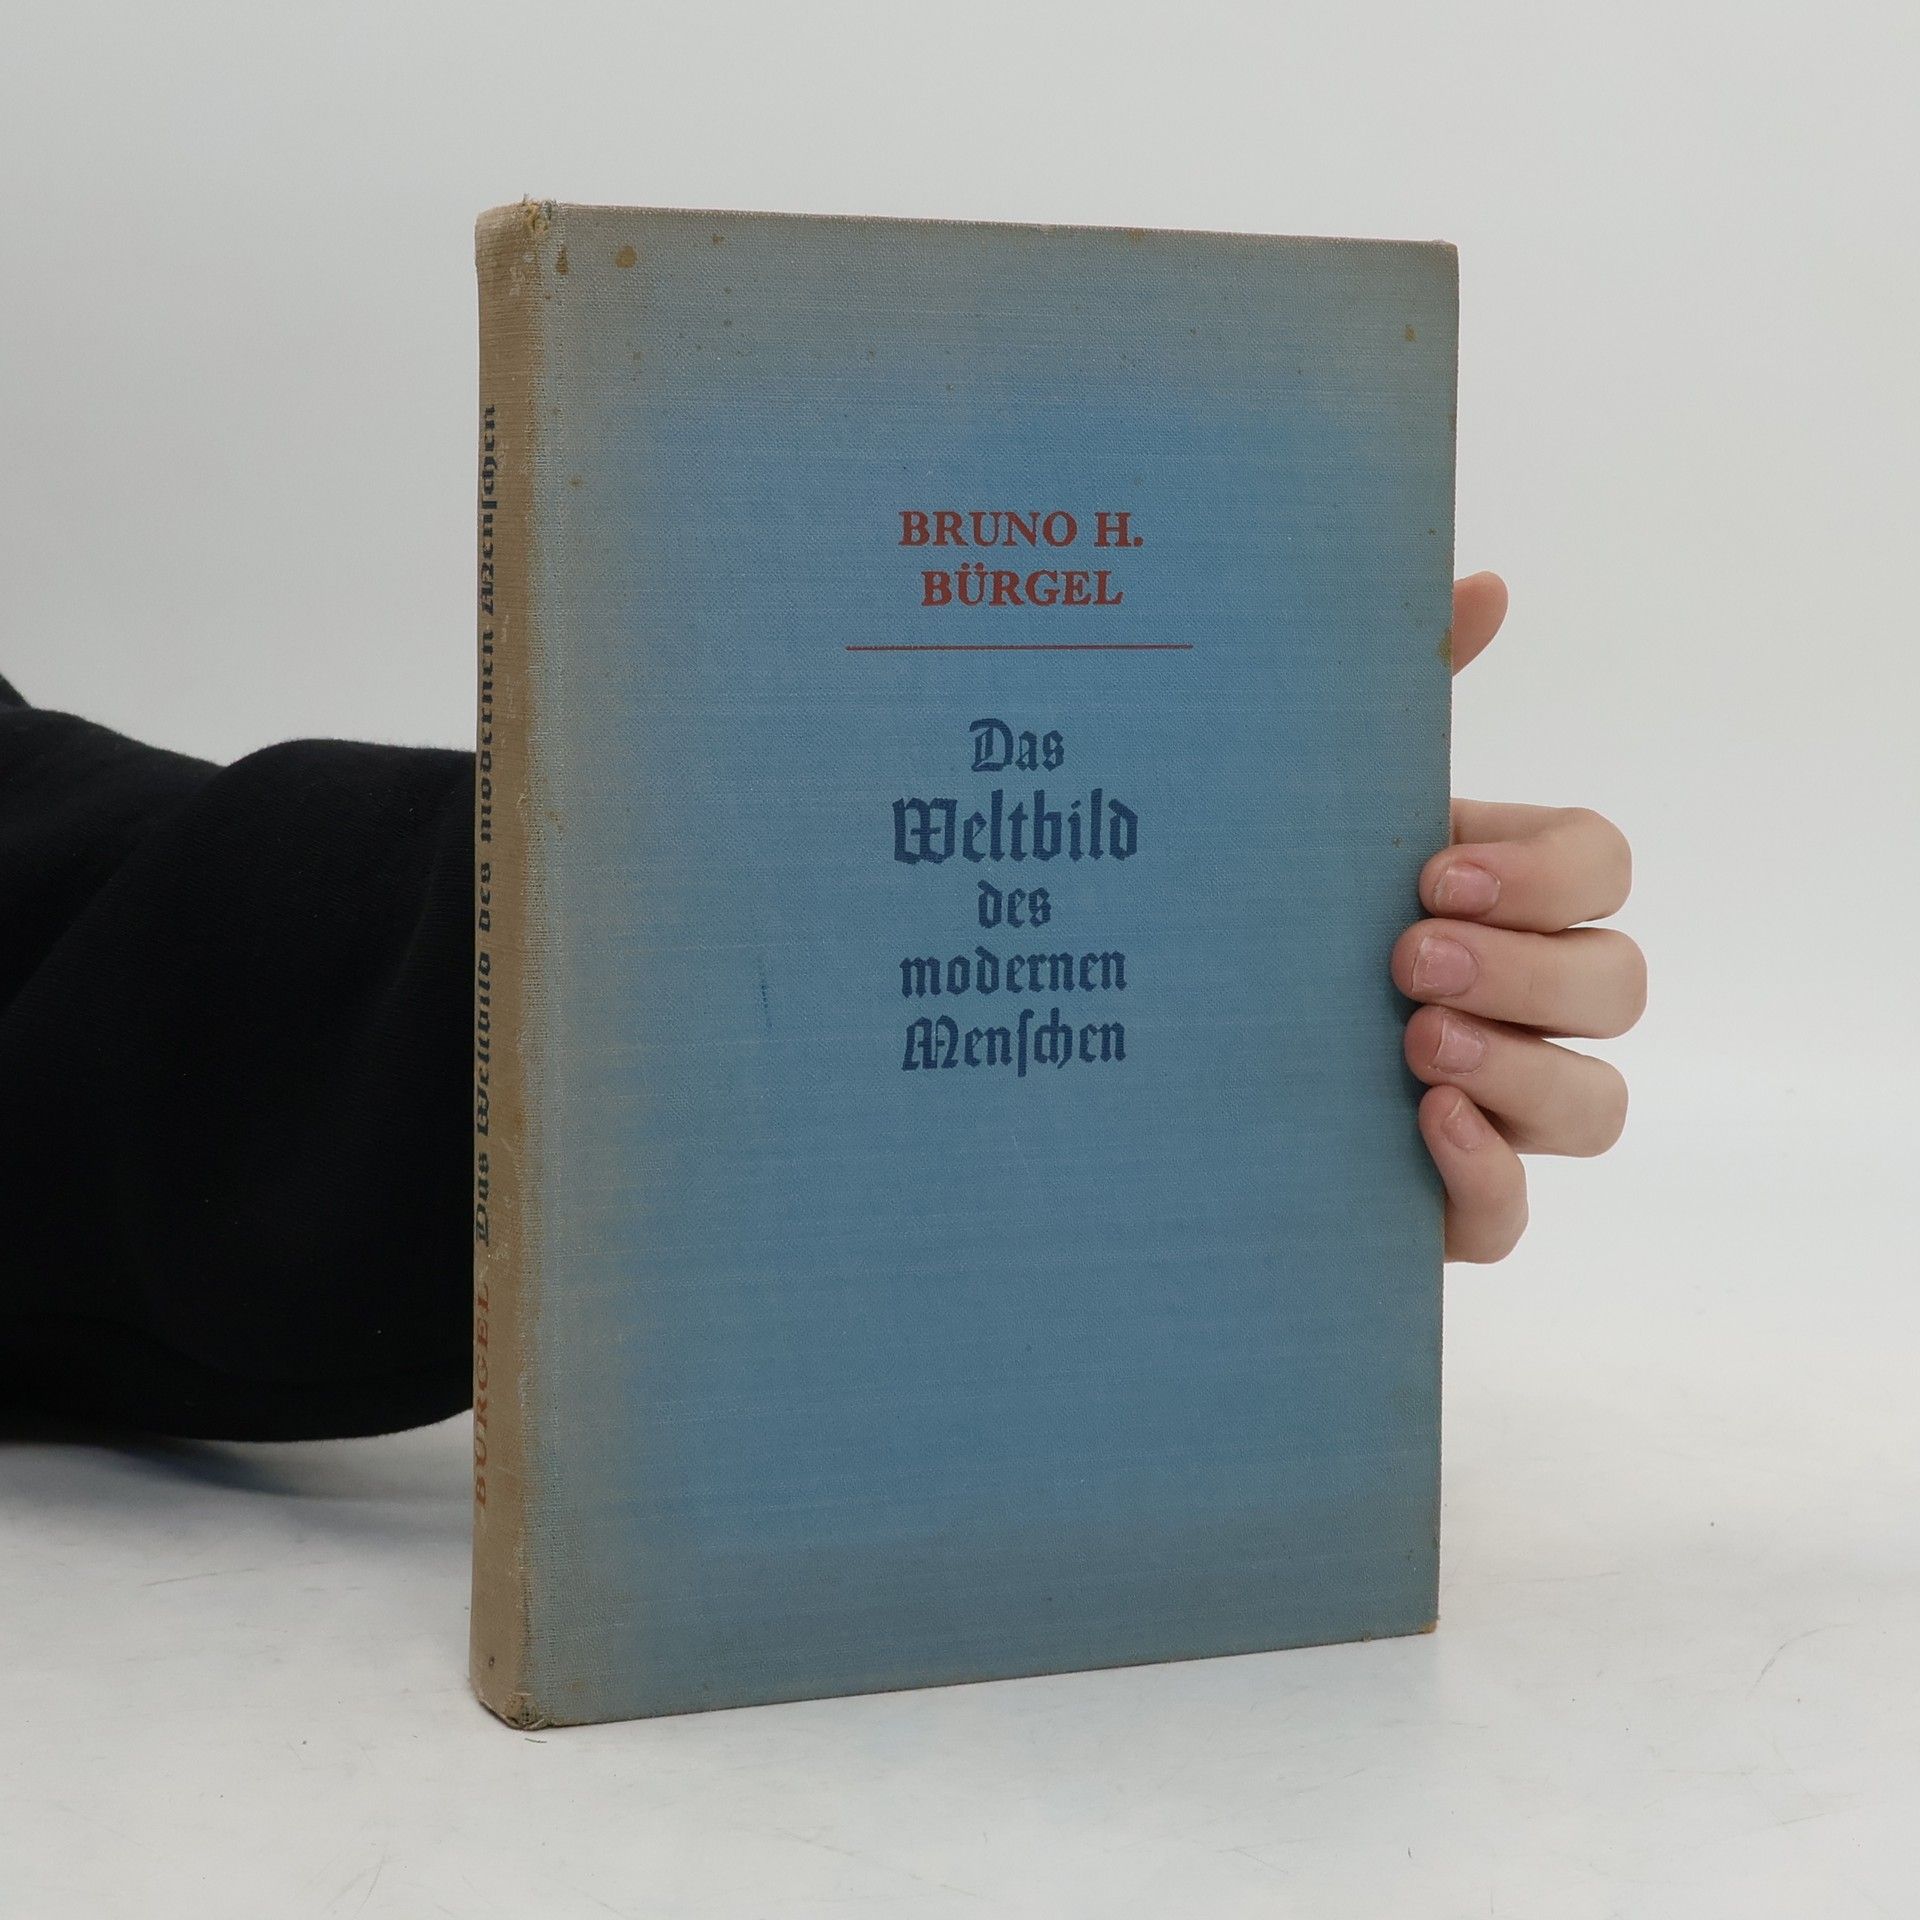 BRUNO H.
BÜRGEL
Das
Weltbild
des
modernen
Menſchen
BÜRGEL Das Weltbild des modernen Menſchen